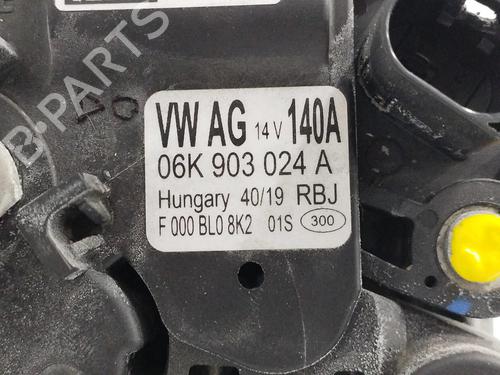 VW AG 14 V 140A
06K 903 024 A
Hungary 40/19 RBJ
F 000 BL0 8K2 01S 300
B-PARTS